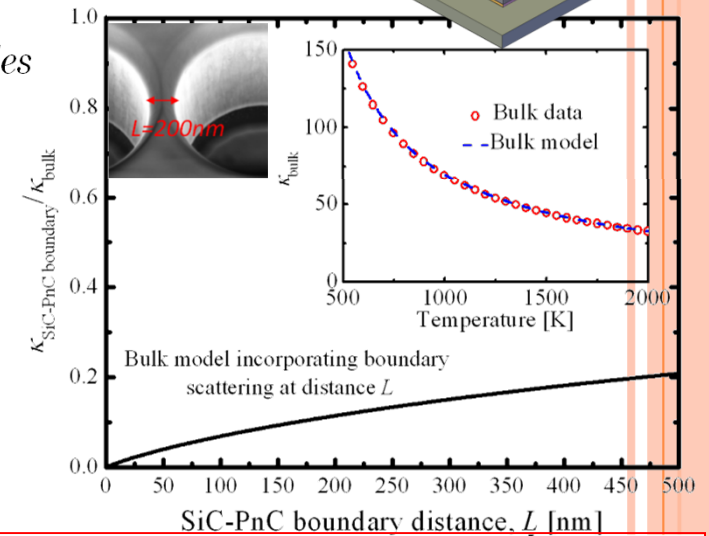 es
1.0
0.8
0.6
0.4
0.2
0.0
κSiC-PnC boundary/κbulk
L=200nm
150
100
50
0
κbulk
Bulk data
Bulk model
500 1000 1500 2000
Temperature [K]
Bulk model incorporating boundary
scattering at distance L
0 50 100 150 200 250 300 350 400 450 500
SiC-PnC boundary distance, L [nm]